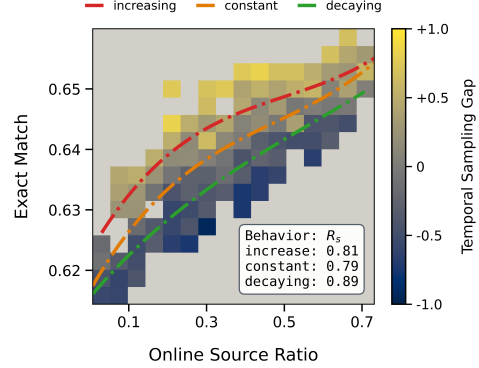 increasing constant decaying
+1.0
0.65
+0.5
Exact Match
0.64
0
Temporal Sampling Gap
0.63
-0.5
Behavior: R_s
increase: 0.81
constant: 0.79
decaying: 0.89
0.62
-1.0
0.1 0.3 0.5 0.7
Online Source Ratio